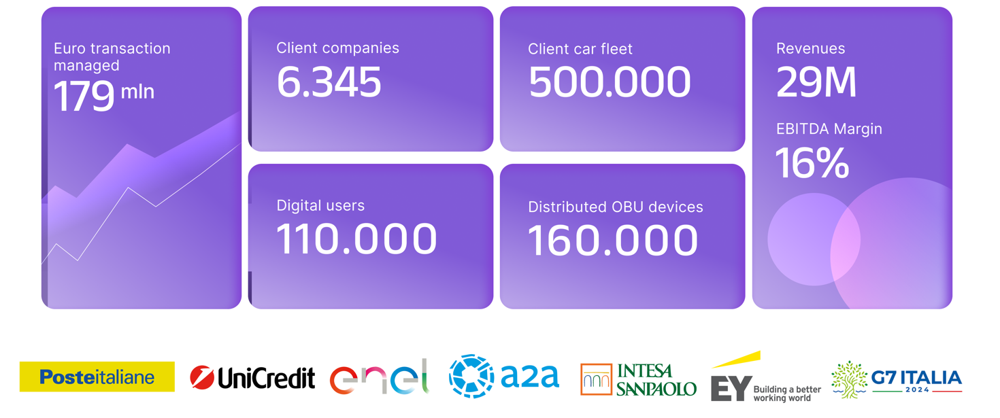 Euro transaction
managed
179 mln
Client companies
6.345
Client car fleet
500.000
Revenues
29M
EBITDA Margin
16%
Digital users
110.000
Distributed OBU devices
160.000
Posteitaliane
UniCredit
enel
a2a
INTESA
SANPAOLO
EY Building a better
working world
G7 ITALIA
2024